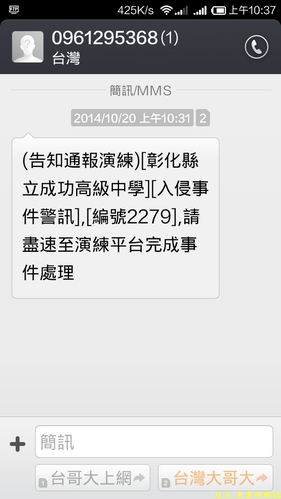 425K/s 上午10:37
0961295368(1)
台灣
簡訊/MMS
2014/10/20 上午10:31 2
(告知通報演練)[彰化縣
立成功高級中學][入侵事
件警訊],[編號2279],請
盡速至演練平台完成事
件處理
簡訊
1 台哥大上網 2 台灣大哥大